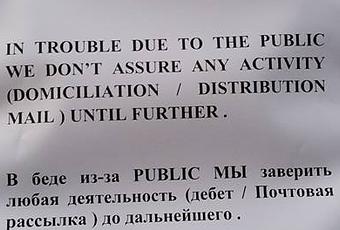 IN TROUBLE DUE TO THE PUBLIC
WE DON'T ASSURE ANY ACTIVITY
(DOMICILIATION / DISTRIBUTION
MAIL ) UNTIL FURTHER .
В беде из-за PUBLIC МЫ заверить
любая деятельность (дебет / Почтовая
рассылка ) до дальнейшего .